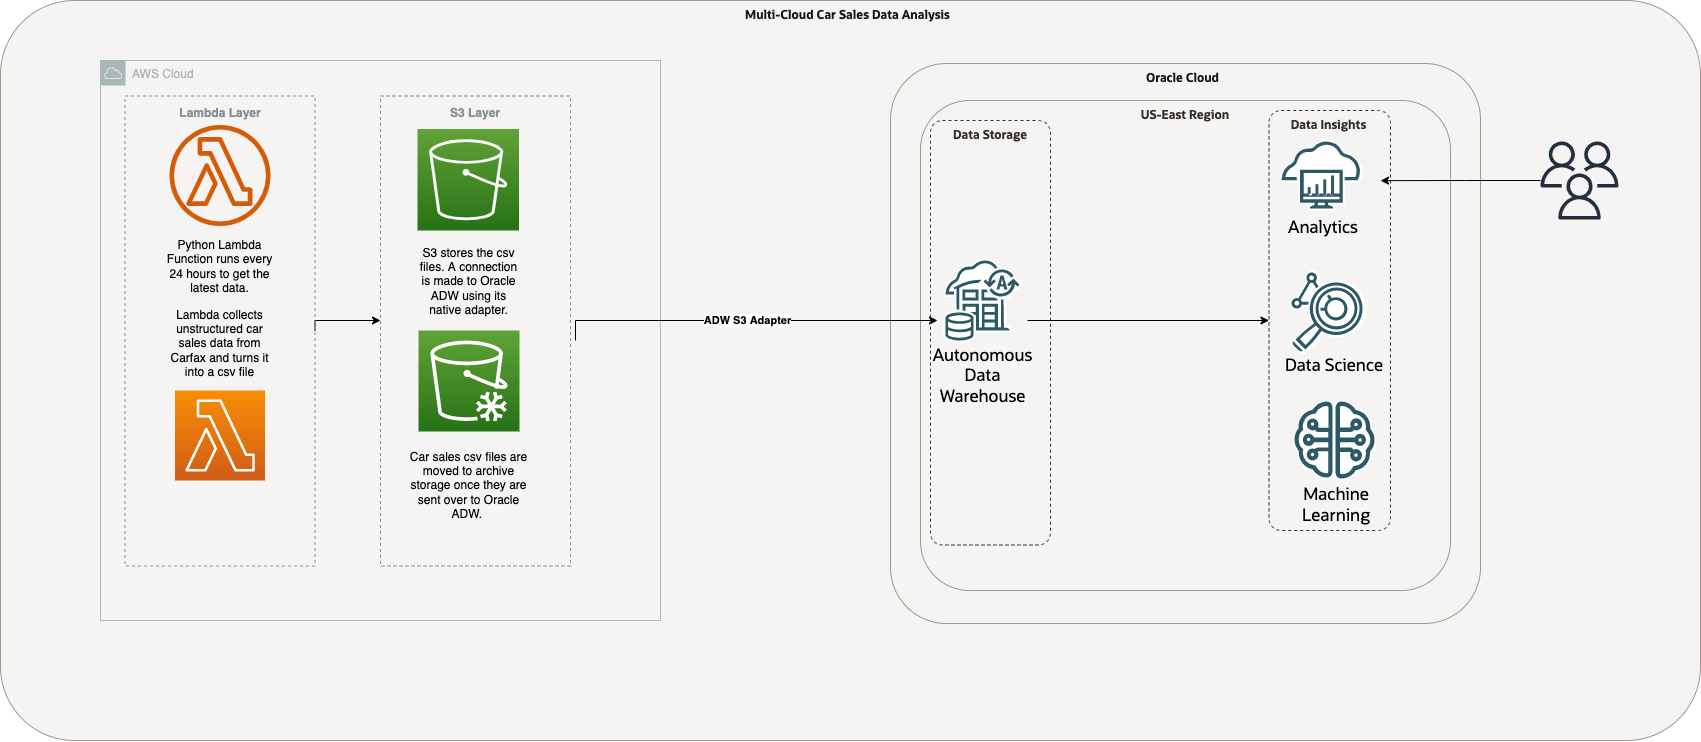 Multi-Cloud Car Sales Data Analysis
AWS Cloud
Lambda Layer
Python Lambda
Function runs every
24 hours to get the
latest data.
Lambda collects
unstructured car
sales data from
Carfax and turns it
into a csv file
S3 Layer
S3 stores the csv
files. A connection
is made to Oracle
ADW using its
native adapter.
Car sales csv files are
moved to archive
storage once they are
sent over to Oracle
ADW.
ADW S3 Adapter
Oracle Cloud
US-East Region
Data Storage
A
Autonomous
Data
Warehouse
Data Insights
Analytics
Data Science
Machine
Learning